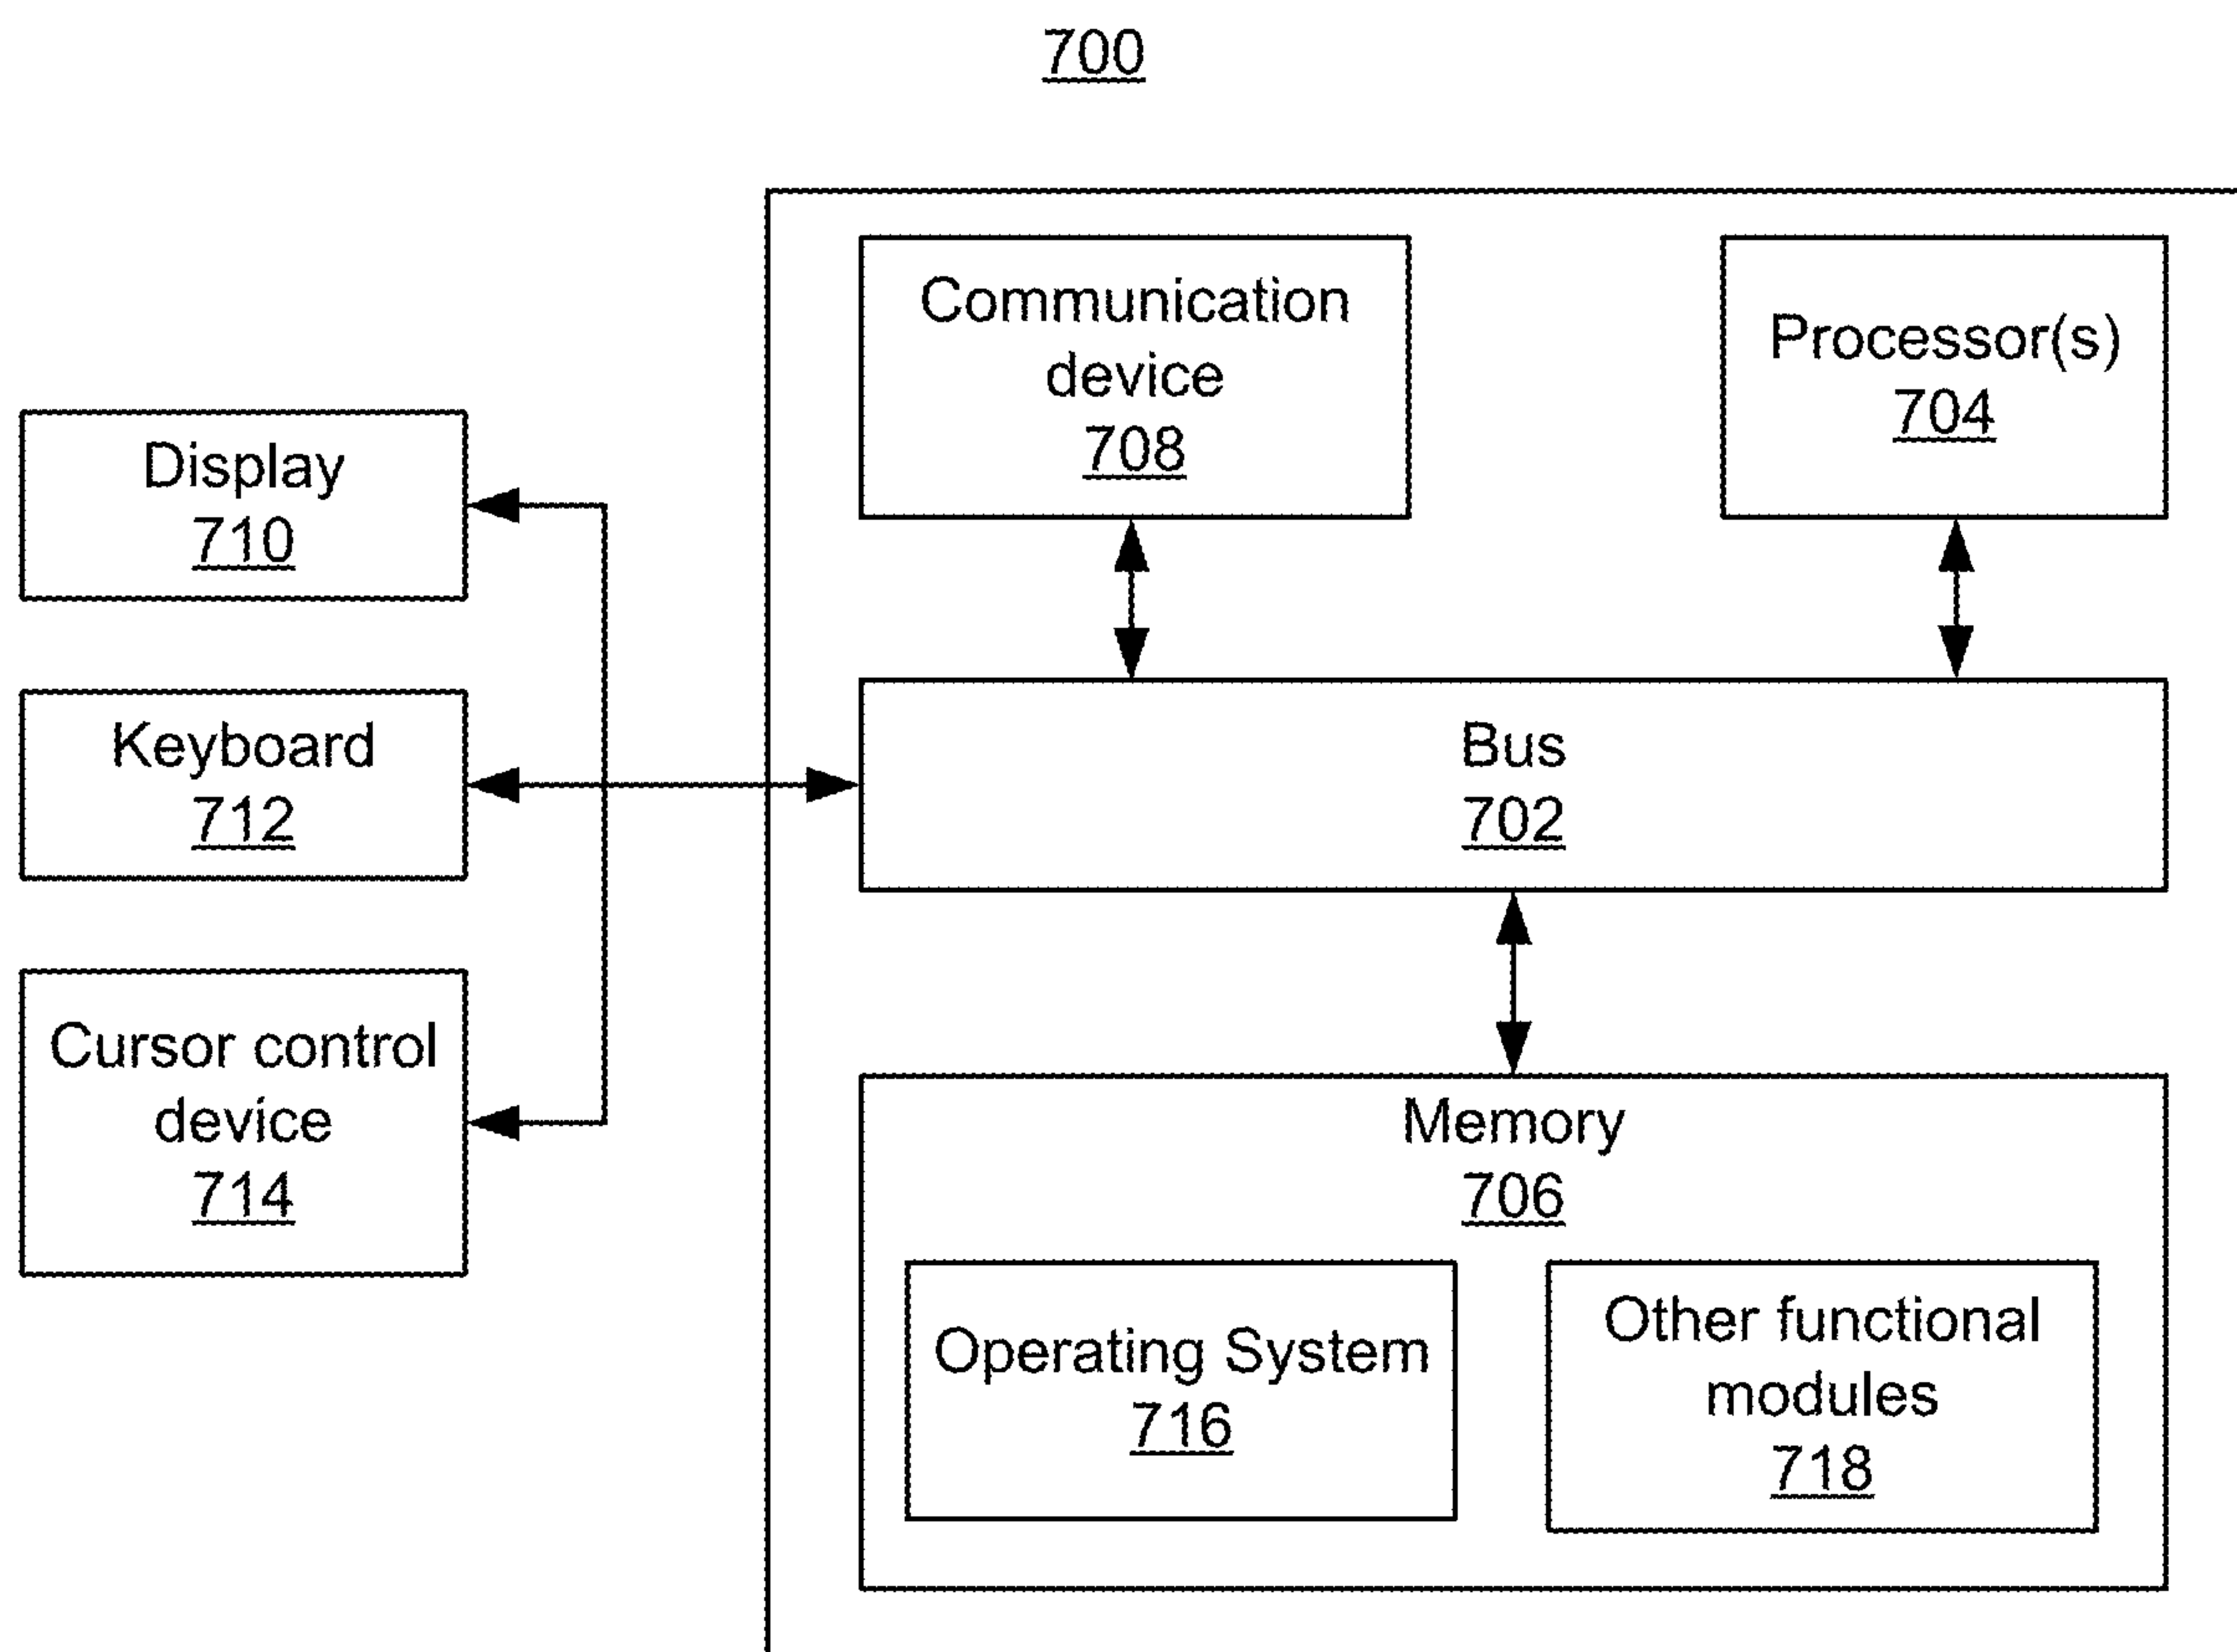 700
Communication
device
708
Processor(s)
704
Display
710
Keyboard
712
Bus
702
Cursor control
device
714
Memory
706
Operating System
716
Other functional
modules
718